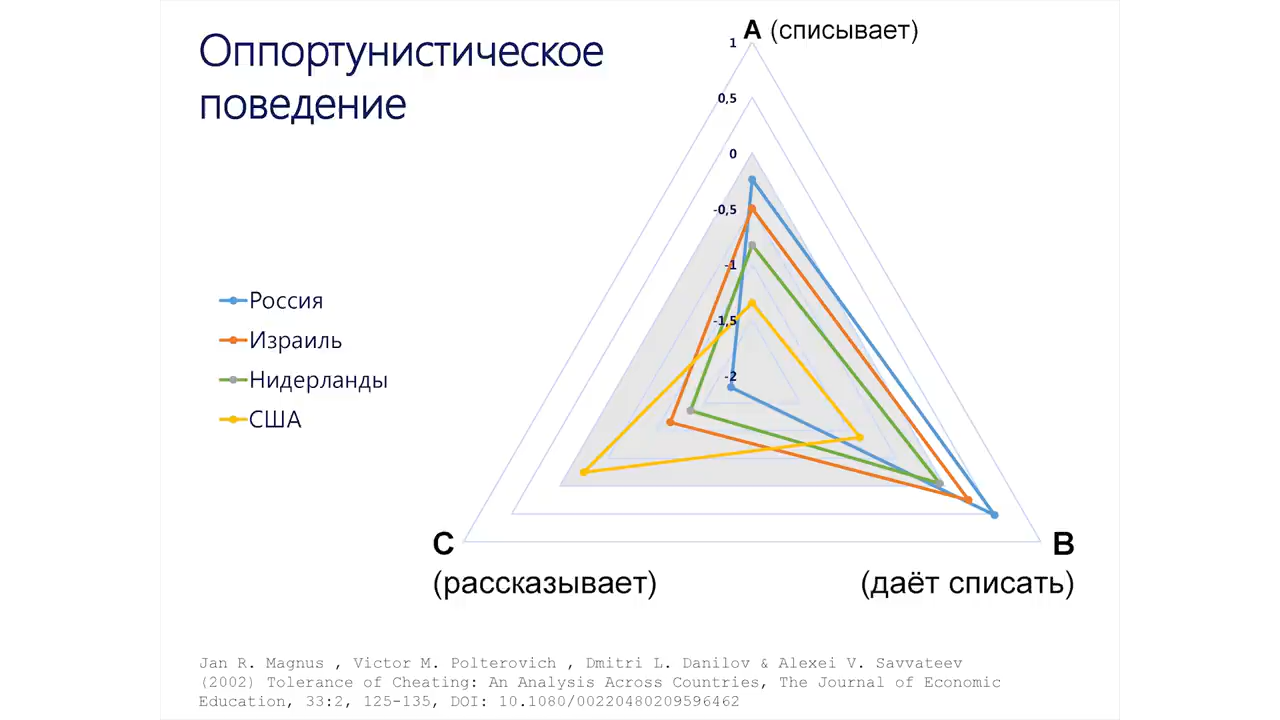 Оппортунистическое
поведение
A (списывает)
1
0,5
0
-0,5
-1
-1,5
-2
Россия
Израиль
Нидерланды
США
C
B
(рассказывает)
(даёт списать)
Jan R. Magnus , Victor M. Polterovich , Dmitri L. Danilov & Alexei V. Savvateev
(2002) Tolerance of Cheating: An Analysis Across Countries, The Journal of Economic
Education, 33:2, 125-135, DOI: 10.1080/00220480209596462